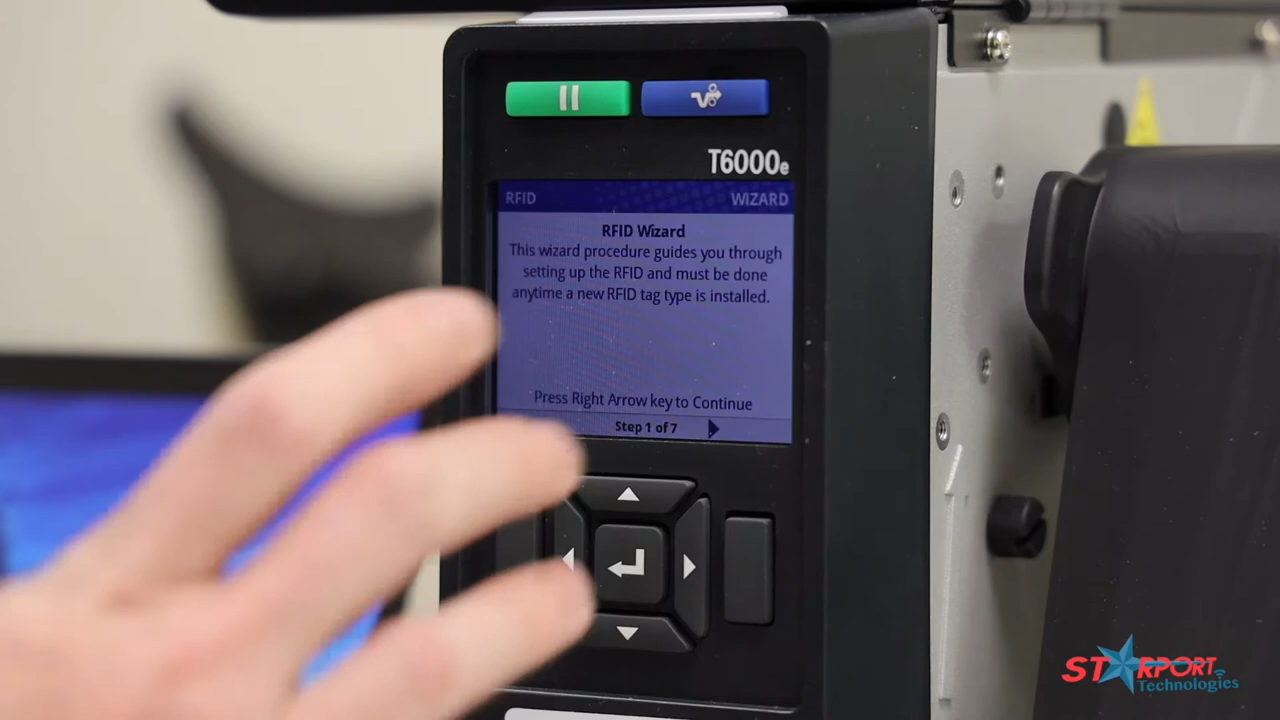 T6000e
RFID WIZARD
RFID Wizard
This wizard procedure guides you through
setting up the RFID and must be done
anytime a new RFID tag type is installed.
Press Right Arrow key to Continue
Step 1 of 7
STARPORT
Technologies